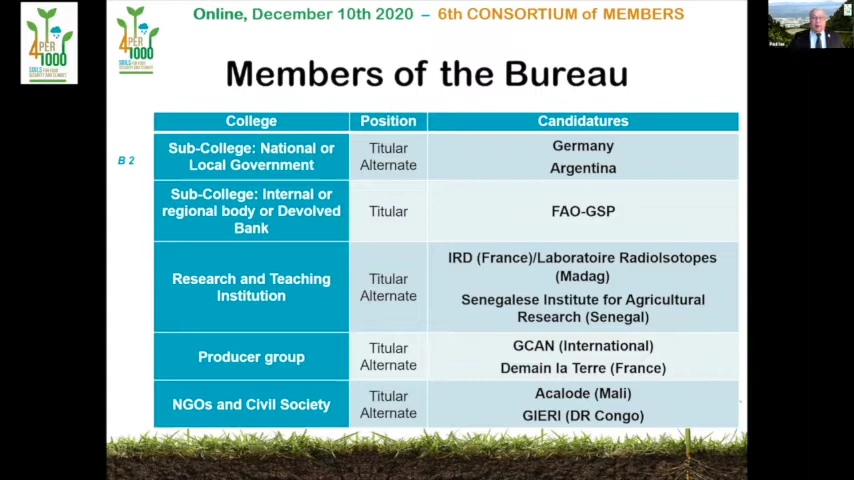 Online, December 10th 2020 – 6th CONSORTIUM of MEMBERS
4 PER 1000
4 PER 1000
Members of the Bureau
College Position Candidatures
B 2
Sub-College: National or Local Government
Titular
Alternate
Germany
Argentina
Sub-College: Internal or regional body or Devolved Bank
Titular
FAO-GSP
Research and Teaching Institution
Titular
Alternate
IRD (France)/Laboratoire RadioIsotopes
(Madag)
Senegalese Institute for Agricultural
Research (Senegal)
Producer group
Titular
Alternate
GCAN (International)
Demain la Terre (France)
NGOs and Civil Society
Titular
Alternate
Acalode (Mali)
GIERI (DR Congo)